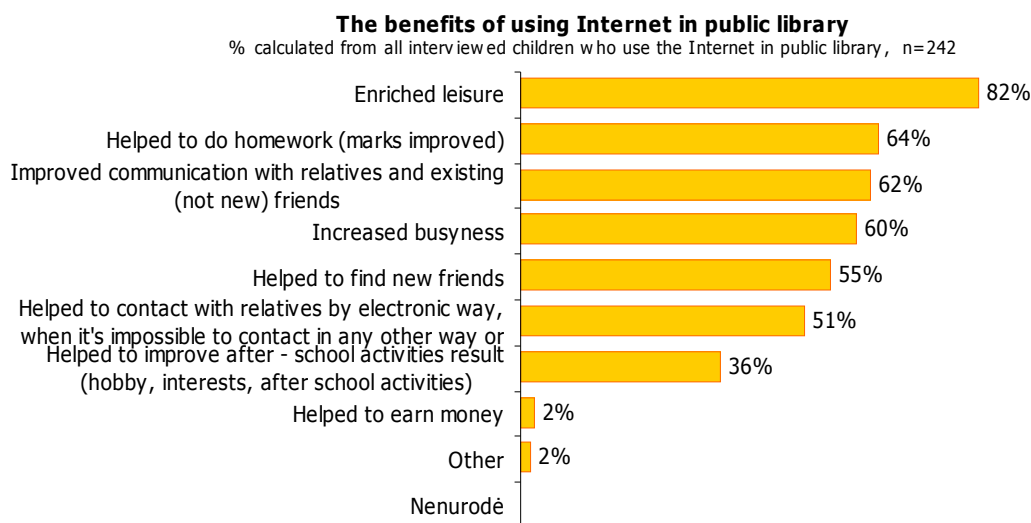 The benefits of using Internet in public library
% calculated from all interviewed children who use the Internet in public library, n=242
Enriched leisure
82%
Helped to do homework (marks improved)
64%
Improved communication with relatives and existing
(not new) friends
62%
Increased busyness
60%
Helped to find new friends
55%
Helped to contact with relatives by electronic way,
when it's impossible to contact in any other way or
51%
Helped to improve after - school activities result
(hobby, interests, after school activities)
36%
Helped to earn money
2%
Other
2%
Nenurodė